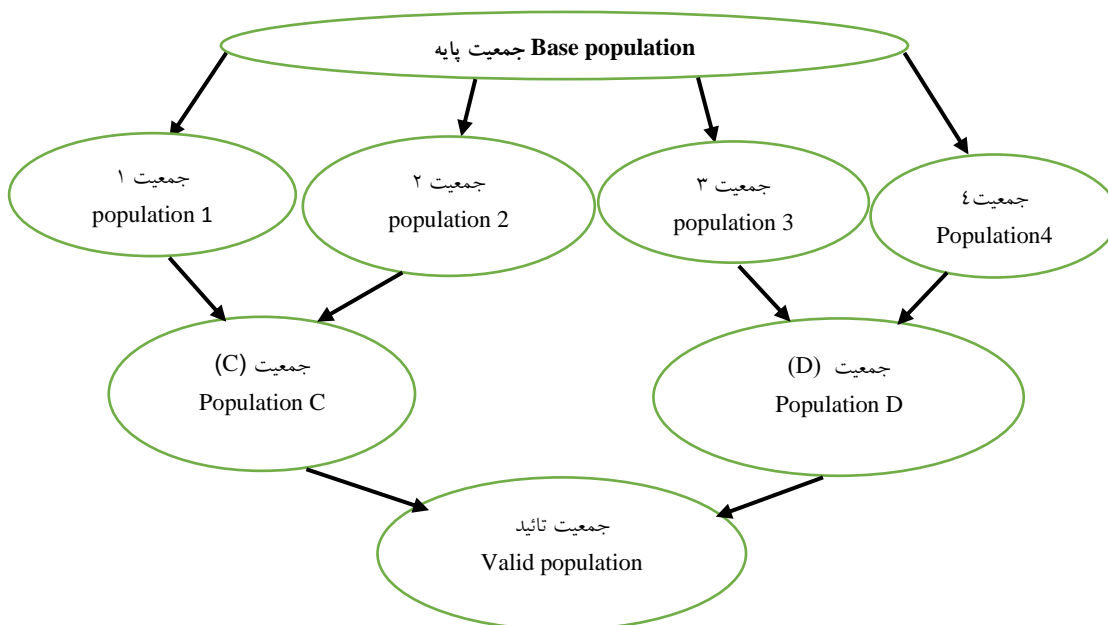 جمعیت پایه Base population
جمعیت ۱
population 1
جمعیت ۲
population 2
جمعیت ۳
population 3
جمعیت٤
Population4
جمعیت (C)
Population C
جمعیت (D)
Population D
جمعیت تائید
Valid population